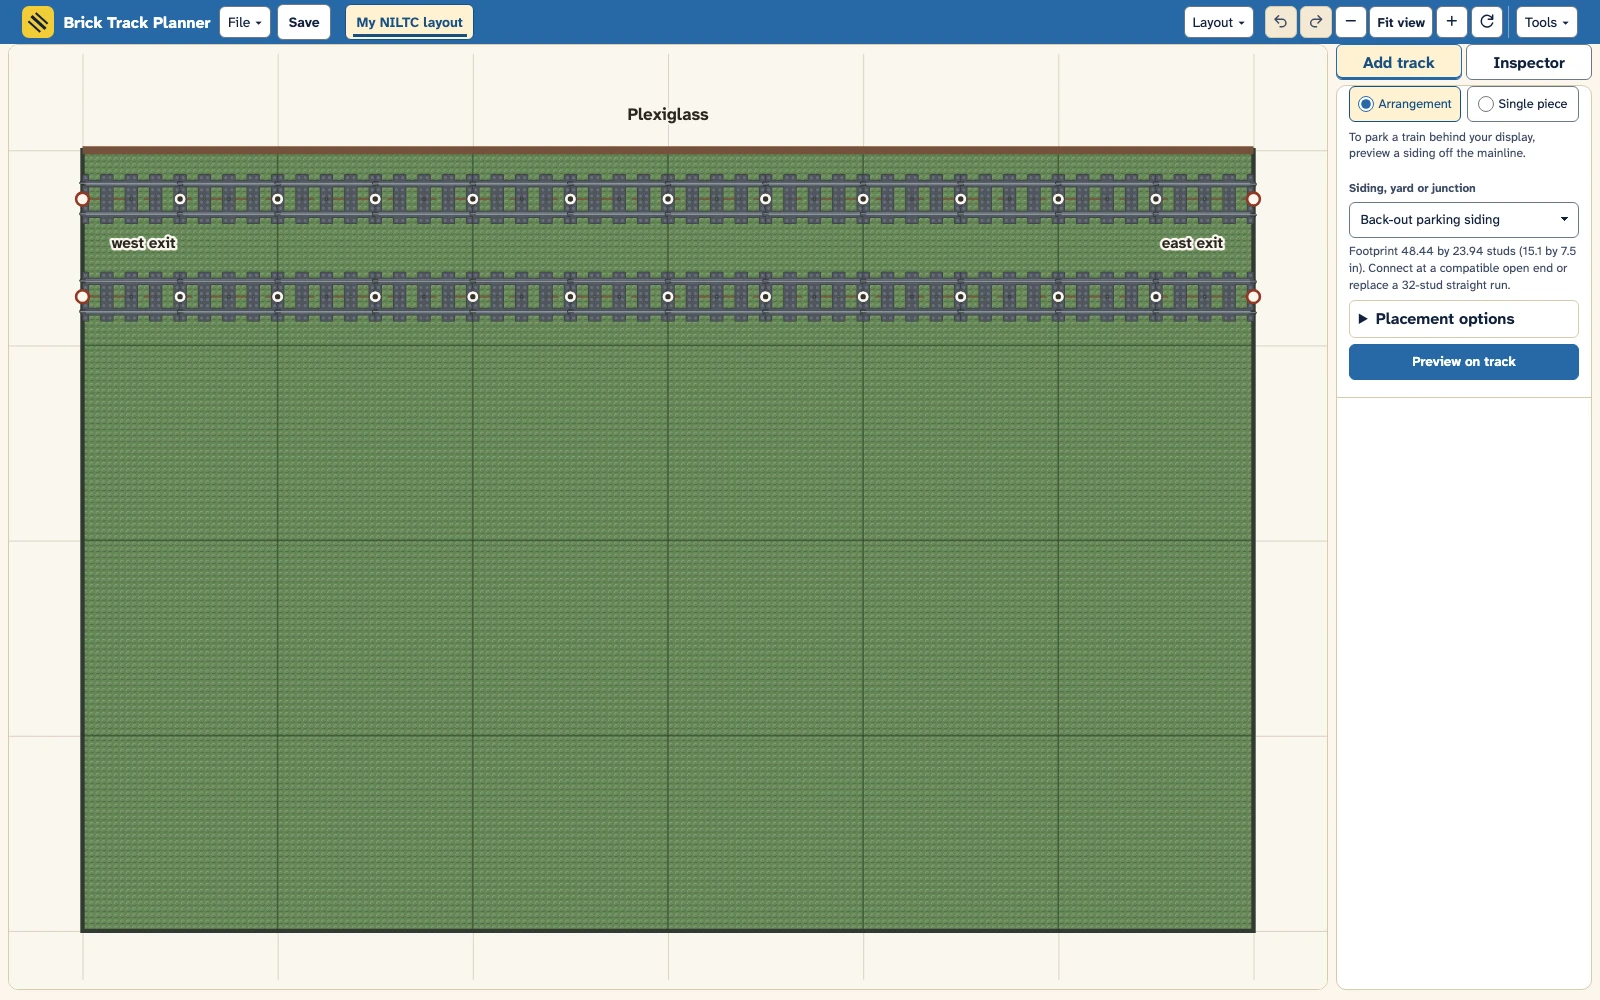 Brick Track Planner
File
Save
My NILTC layout
Layout
Fit view
Tools
Add track
Inspector
Arrangement
Single piece
To park a train behind your display,
preview a siding off the mainline.
Siding, yard or junction
Back-out parking siding
Footprint 48.44 by 23.94 studs (15.1 by 7.5
in). Connect at a compatible open end or
replace a 32-stud straight run.
Placement options
Preview on track
Plexiglass
west exit
east exit